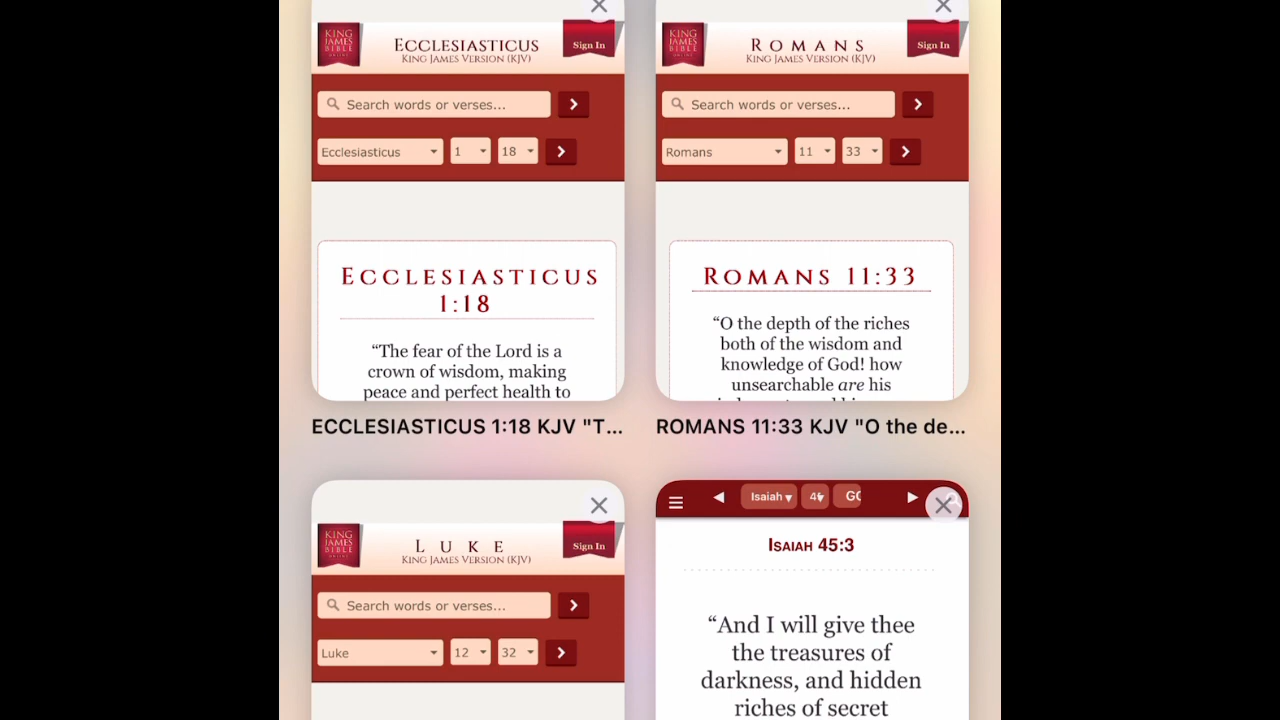 KING JAMES BIBLE ONLINE
ECCLESIASTICUS
KING JAMES VERSION (KJV)
Sign In
Search words or verses...
Ecclesiasticus 1 18
ECCLESIASTICUS
1:18
“The fear of the Lord is a
crown of wisdom, making
peace and perfect health to
ECCLESIASTICUS 1:18 KJV "T...
KING JAMES BIBLE ONLINE
ROMANS
KING JAMES VERSION (KJV)
Sign In
Search words or verses...
Romans 11 33
ROMANS 11:33
“O the depth of the riches
both of the wisdom and
knowledge of God! how
unsearchable are his
ROMANS 11:33 KJV "O the de...
KING JAMES BIBLE ONLINE
LUKE
KING JAMES VERSION (KJV)
Sign In
Search words or verses...
Luke 12 32
Isaiah
ISAIAH 45:3
“And I will give thee
the treasures of
darkness, and hidden
riches of secret